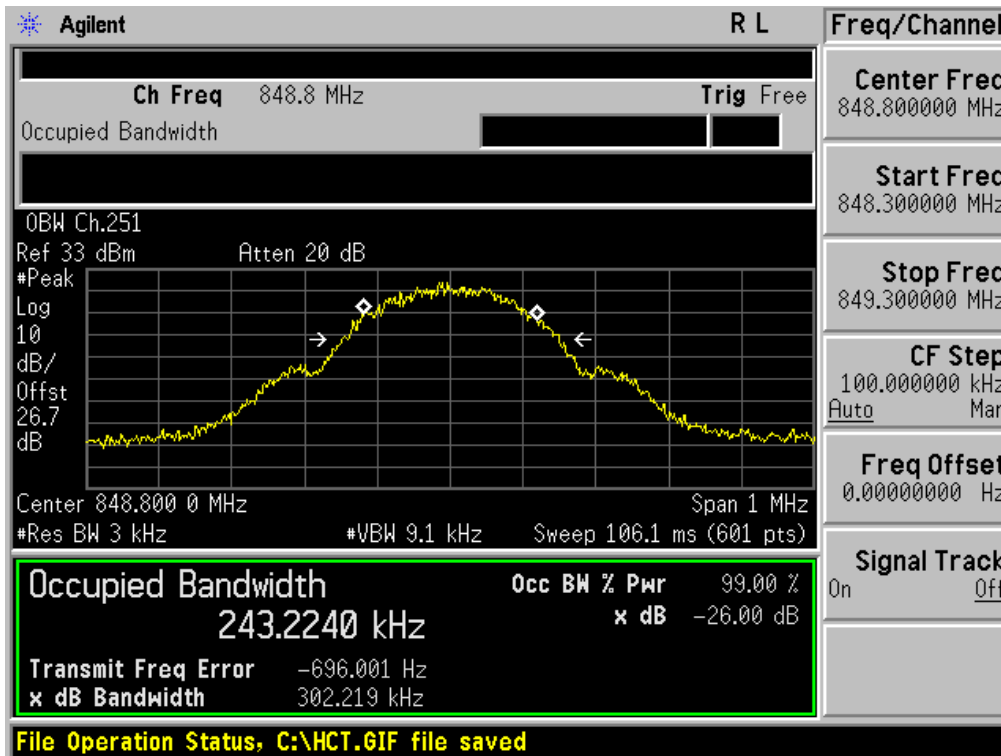 Agilent R L Freq/Channel
Ch Freq 848.8 MHz Trig Free
Occupied Bandwidth
Center Freq
848.800000 MHz
Start Freq
848.300000 MHz
Stop Freq
849.300000 MHz
CF Step
100.000000 kHz
Auto Man
Freq Offset
0.00000000 Hz
Signal Track
On Off
OBW Ch.251
Ref 33 dBm Atten 20 dB
#Peak
Log
10
dB/
Offst
26.7
dB
Center 848.800 0 MHz Span 1 MHz
#Res BW 3 kHz #VBW 9.1 kHz Sweep 106.1 ms (601 pts)
Occupied Bandwidth Occ BW % Pwr 99.00 %
243.2240 kHz x dB -26.00 dB
Transmit Freq Error -696.001 Hz
x dB Bandwidth 302.219 kHz
File Operation Status, C:\HCT.GIF file saved